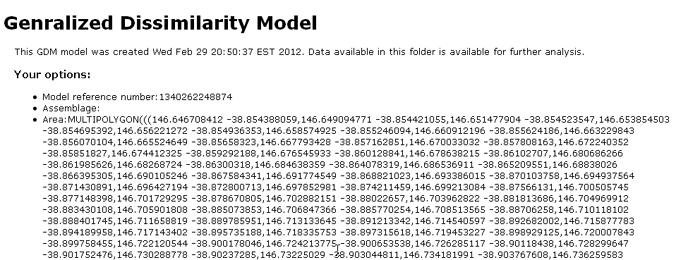 Genralized Dissimilarity Model
This GDM model was created Wed Feb 29 20:50:37 EST 2012. Data available in this folder is available for further analysis.
Your options:
• Model reference number:1340262248874
• Assemblage:
• Area:MULTIPOLYGON(((146.646708412 -38.854388059,146.649094771 -38.854421055,146.651477904 -38.854523547,146.653854503
-38.854695392,146.656221272 -38.854936353,146.658574925 -38.855246094,146.660912196 -38.855624186,146.663229843
-38.856070104,146.665524649 -38.85658323,146.667793428 -38.857162851,146.670033032 -38.857808163,146.672240352
-38.85851827,146.674412325 -38.859292188,146.676545933 -38.860128841,146.678638215 -38.86102707,146.680686266
-38.861985626,146.68268724 -38.86300318,146.684638359 -38.864078319,146.686536911 -38.865209551,146.68838026
-38.866395305,146.690105246 -38.867584341,146.691774549 -38.868821023,146.693386015 -38.870103758,146.694937564
-38.871430891,146.696427194 -38.872800713,146.697852981 -38.874211459,146.699213084 -38.87566131,146.700505745
-38.877148398,146.701729295 -38.878670805,146.702882151 -38.88022657,146.703962822 -38.881813686,146.704969912
-38.883430108,146.705901808 -38.885073853,146.706847366 -38.885770254,146.708513565 -38.88706258,146.710118102
-38.888401745,146.711658819 -38.889785951,146.713133645 -38.891213342,146.714540597 -38.892682002,146.715877783
-38.894189958,146.717143402 -38.895735188,146.718335753 -38.897315618,146.719453227 -38.898929125,146.720007843
-38.899758455,146.722120544 -38.900178046,146.724213775 -38.900653538,146.726285117 -38.90118438,146.728299647
-38.901752476,146.730288778 -38.90237285,146.73225029 -38.903044811,146.734181991 -38.903767608,146.736259583